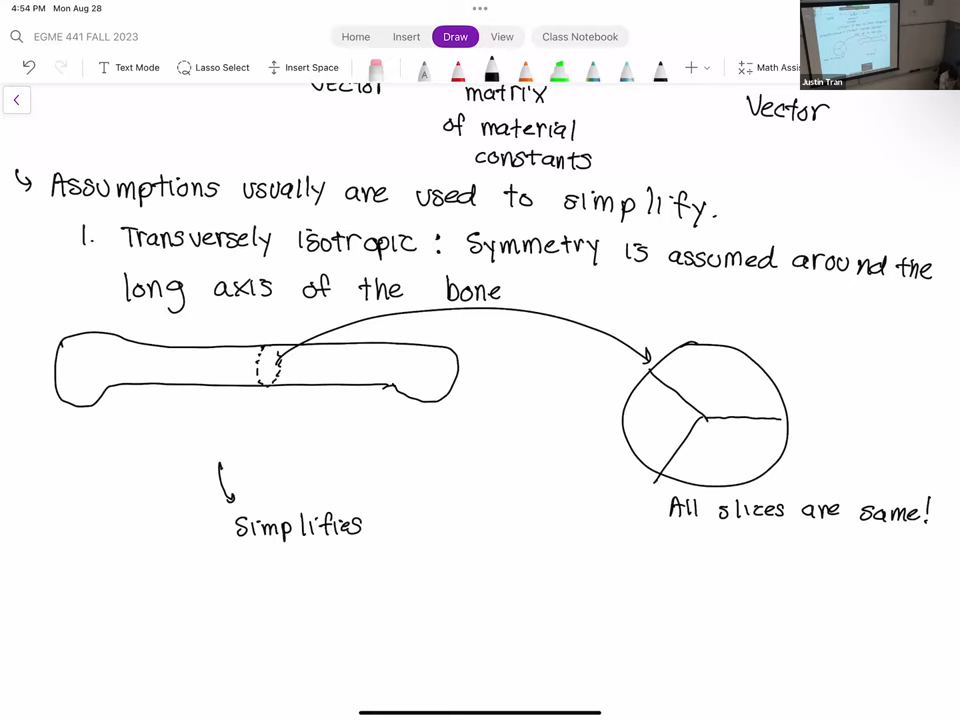 4:54 PM Mon Aug 28
EGME 441 FALL 2023
Home Insert Draw View Class Notebook
Text Mode Lasso Select Insert Space Math Assis
Justin Tran
vector matrix vector
of material
constants
↳ Assumptions usually are used to simplify.
1. Transversely isotropic : Symmetry is assumed around the
long axis of the bone
All slices are same!
simplifies